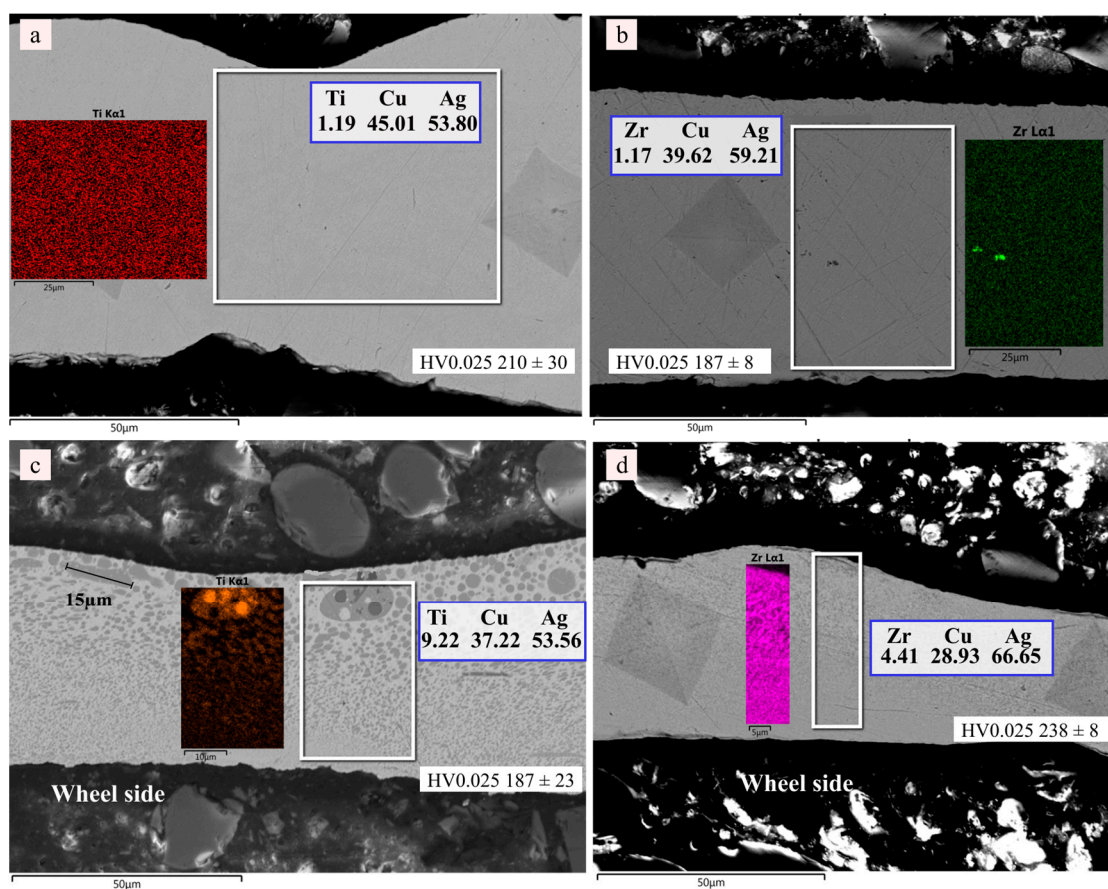 a
Ti Cu Ag
1.19 45.01 53.80
Ti Kα1
25µm
HV0.025 210 ± 30
50µm
b
Zr Cu Ag
1.17 39.62 59.21
Zr Lα1
25µm
HV0.025 187 ± 8
50µm
c
15µm
Ti Kα1
Ti Cu Ag
9.22 37.22 53.56
10µm
HV0.025 187 ± 23
Wheel side
50µm
d
Zr Lα1
Zr Cu Ag
4.41 28.93 66.65
5µm
HV0.025 238 ± 8
Wheel side
50µm